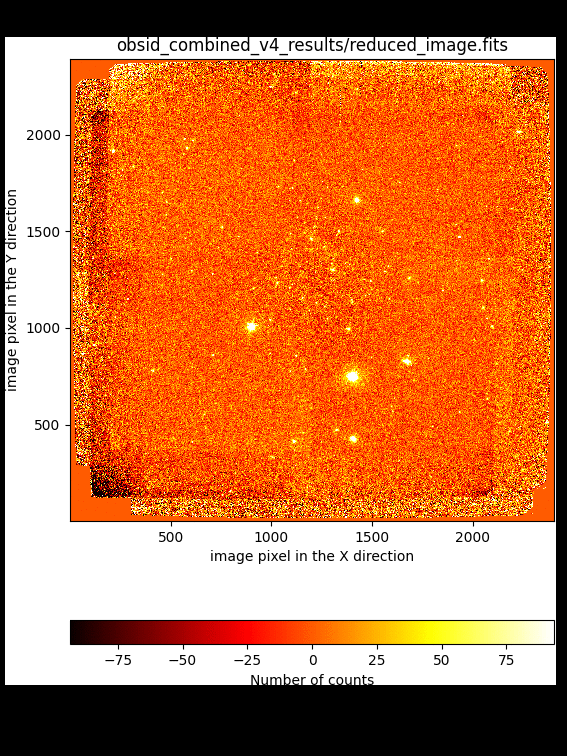 obsid_combined_v4_results/reduced_image.fits
image pixel in the Y direction
2000
1500
1000
500
500 1000 1500 2000
image pixel in the X direction
−75 −50 −25 0 25 50 75
Number of counts